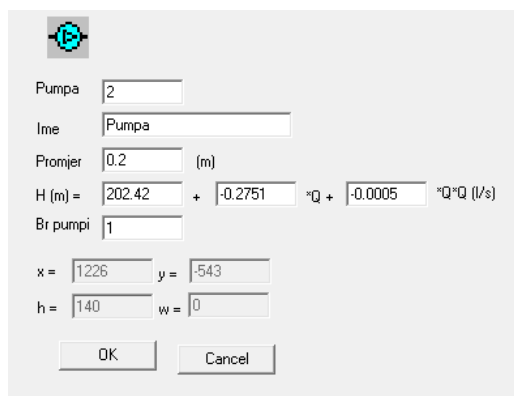 Pumpa 2
Ime Pumpa
Promjer 0.2 (m)
H (m) = 202.42 + -0.2751 *Q + -0.0005 *Q*Q (l/s)
Br pumpi 1
x = 1226 y = -543
h = 140 w = 0
OK Cancel